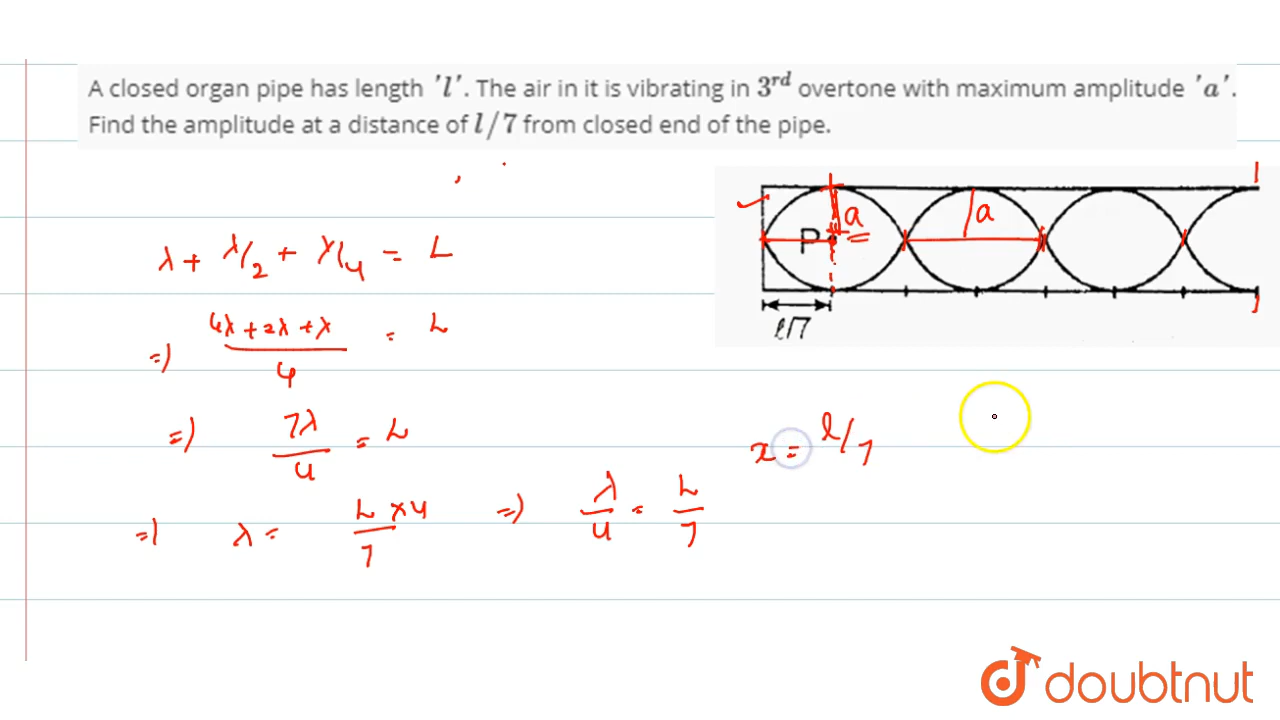 A closed organ pipe has length 'l'. The air in it is vibrating in 3rd overtone with maximum amplitude 'a'.
Find the amplitude at a distance of l/7 from closed end of the pipe.
a
a
P
l/7
λ + λ/2 + λ/4 = L
=) 4λ + 2λ + λ / 4 = L
=) 7λ / 4 = L
x = l/7
=) λ = L × 4 / 7 =) λ / 4 = L / 7
doubtnut